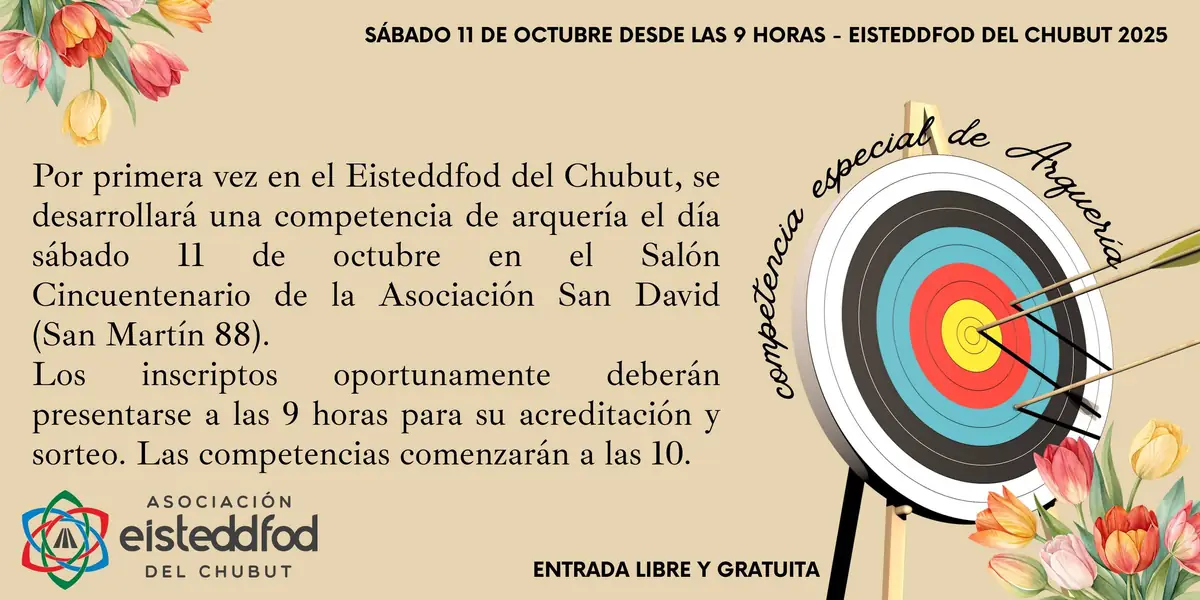 SÁBADO 11 DE OCTUBRE DESDE LAS 9 HORAS - EISTEDDFOD DEL CHUBUT 2025
competencia especial de Arquería
Por primera vez en el Eisteddfod del Chubut, se
desarrollará una competencia de arquería el día
sábado 11 de octubre en el Salón
Cincuentenario de la Asociación San David
(San Martín 88).
Los inscriptos oportunamente deberán
presentarse a las 9 horas para su acreditación y
sorteo. Las competencias comenzarán a las 10.
ASOCIACIÓN
eisteddfod
DEL CHUBUT
ENTRADA LIBRE Y GRATUITA